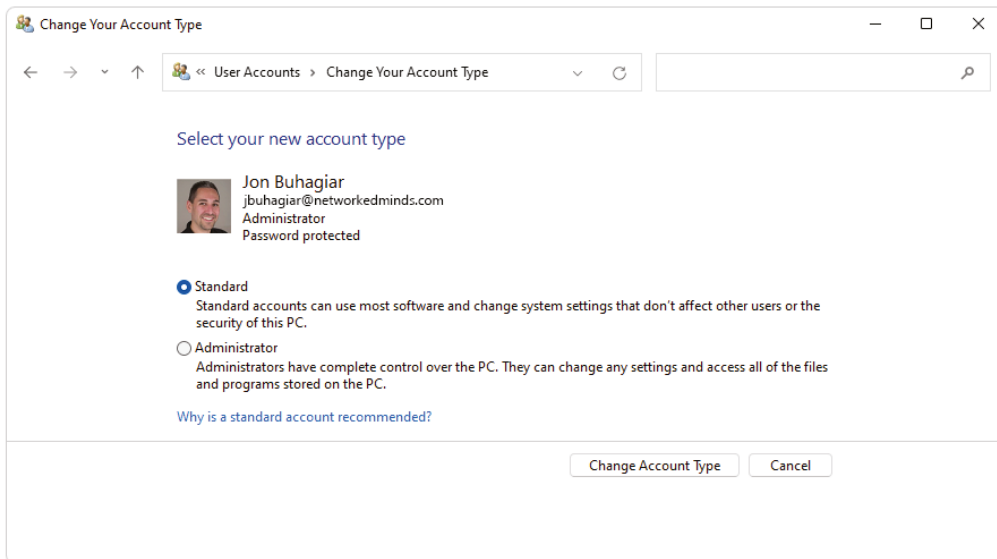 Change Your Account Type
« User Accounts > Change Your Account Type
Select your new account type
Jon Buhagiar
jbuhagiar@networkedminds.com
Administrator
Password protected
Standard
Standard accounts can use most software and change system settings that don't affect other users or the
security of this PC.
Administrator
Administrators have complete control over the PC. They can change any settings and access all of the files
and programs stored on the PC.
Why is a standard account recommended?
Change Account Type Cancel